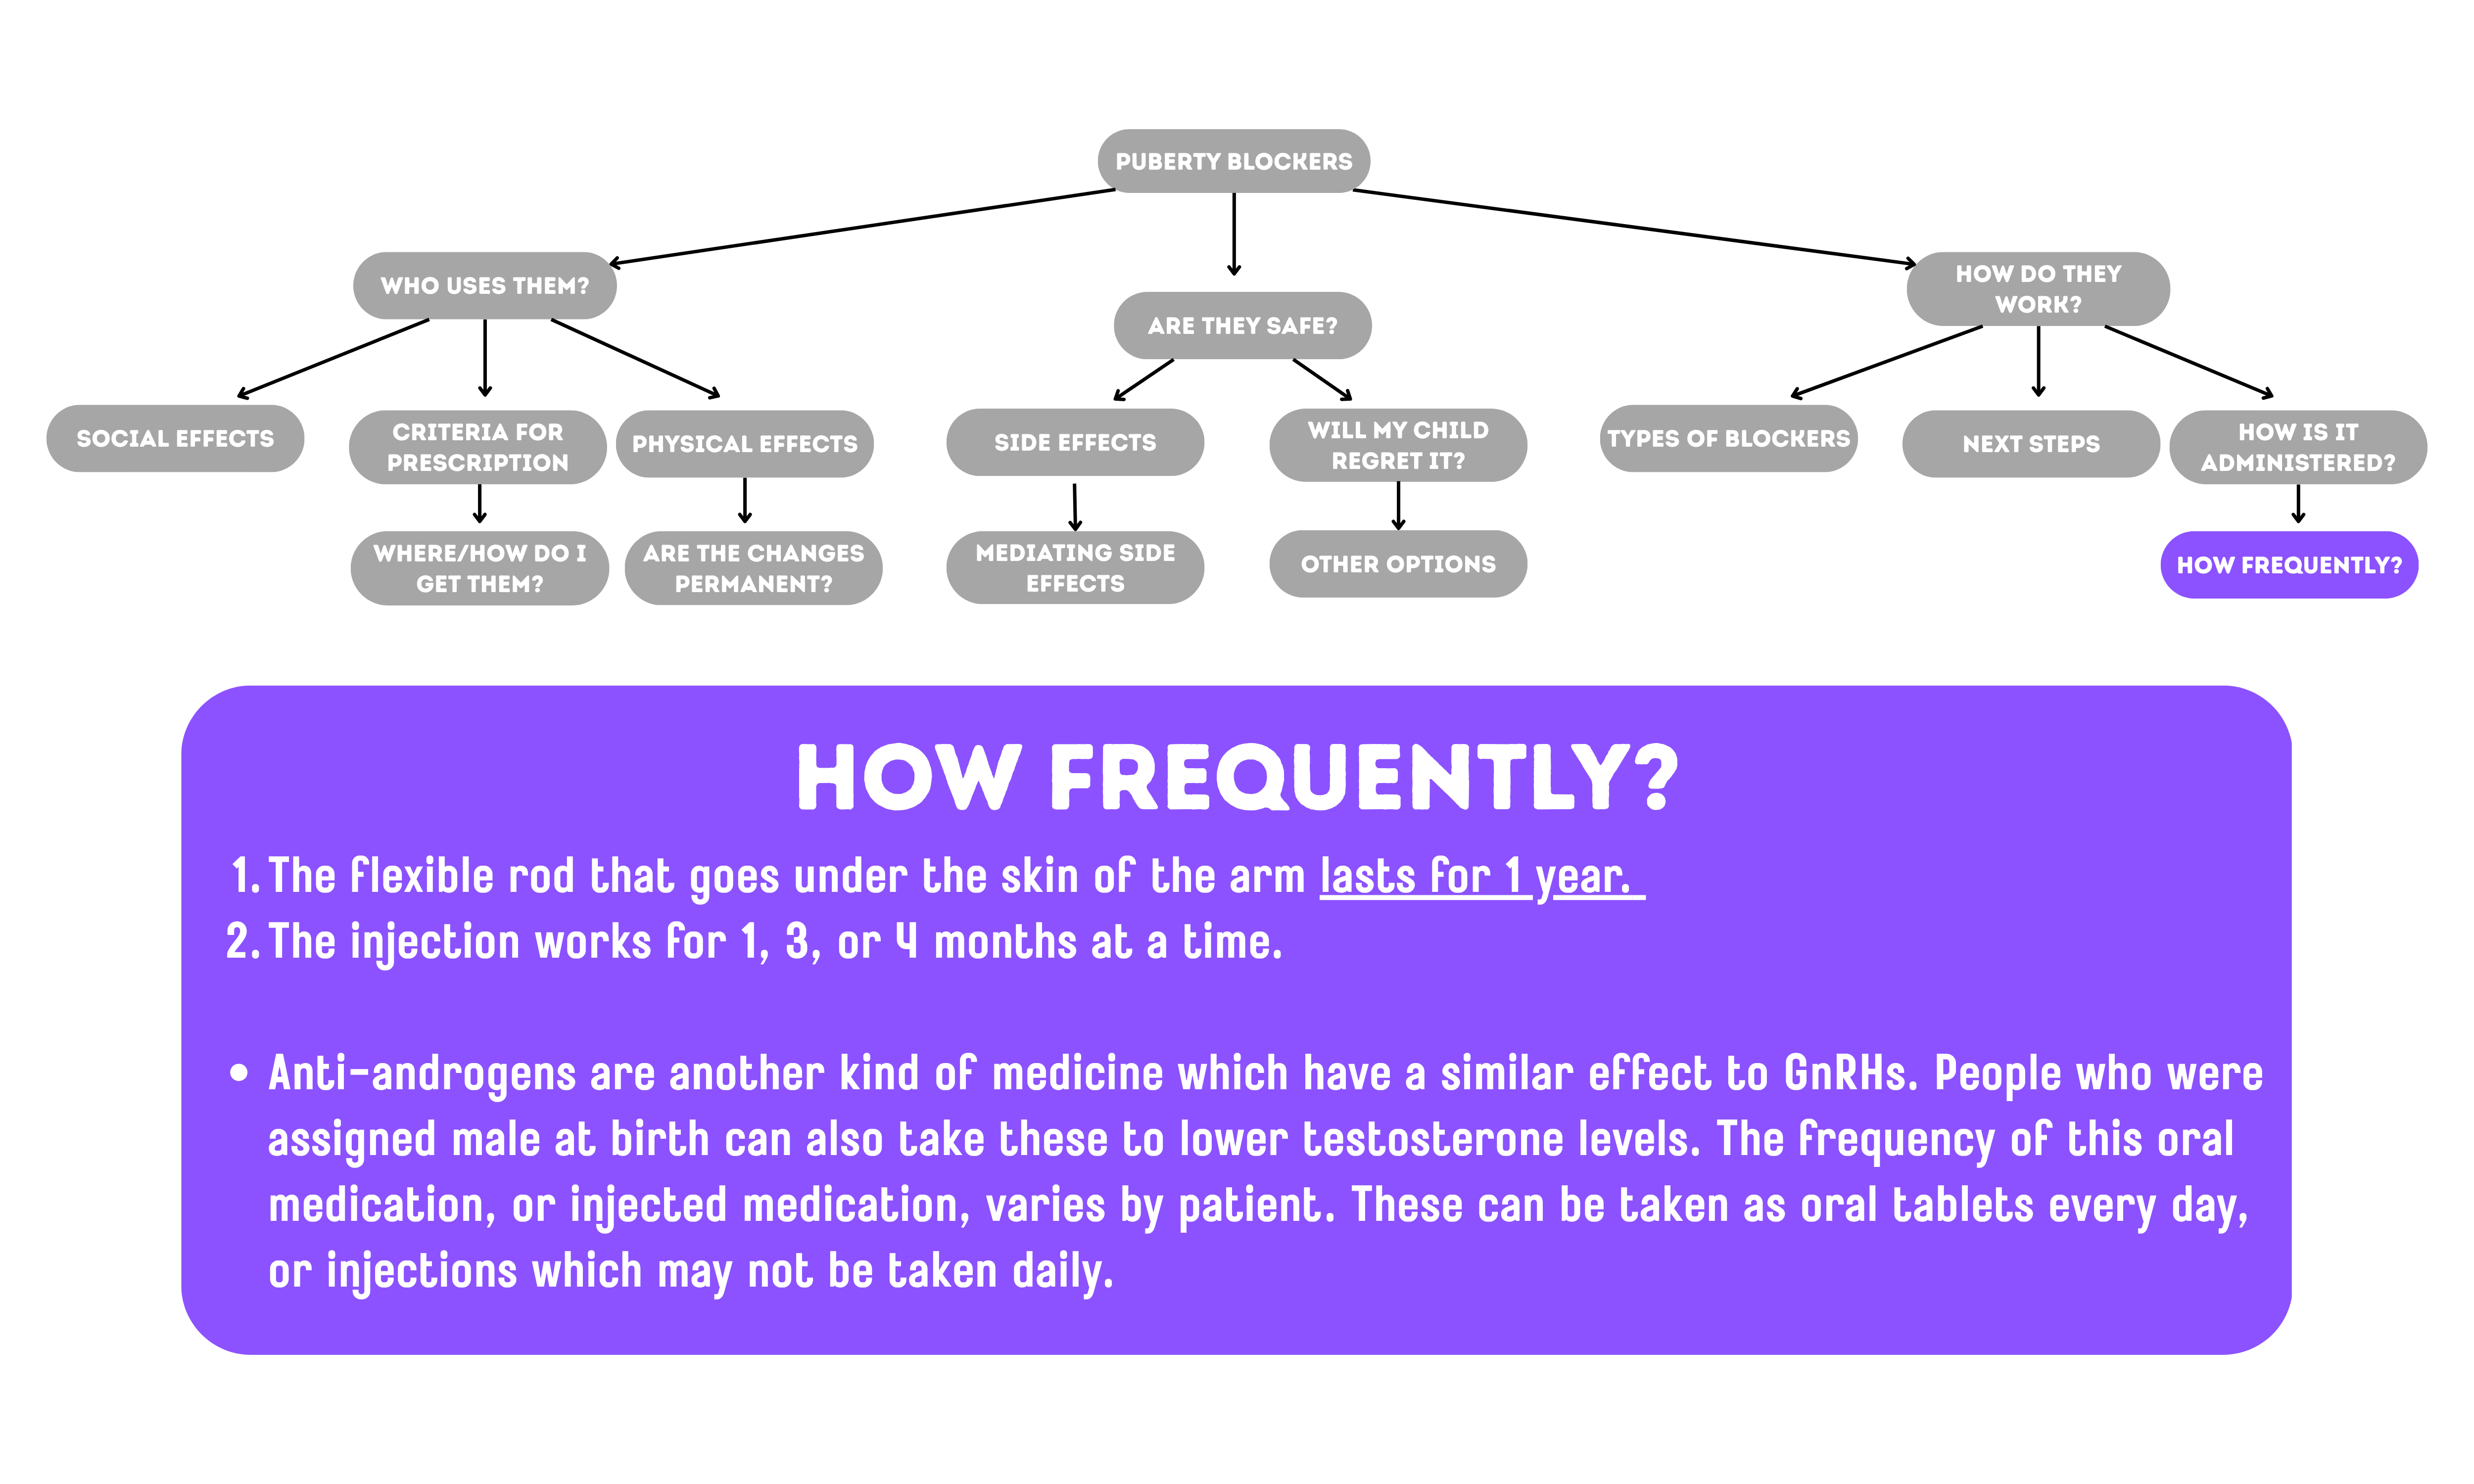 PUBERTY BLOCKERS
WHO USES THEM?
ARE THEY SAFE?
HOW DO THEY
WORK?
SOCIAL EFFECTS
CRITERIA FOR
PRESCRIPTION
PHYSICAL EFFECTS
SIDE EFFECTS
WILL MY CHILD
REGRET IT?
TYPES OF BLOCKERS
NEXT STEPS
HOW IS IT
ADMINISTERED?
WHERE/HOW DO I
GET THEM?
ARE THE CHANGES
PERMANENT?
MEDIATING SIDE
EFFECTS
OTHER OPTIONS
HOW FREQUENTLY?
HOW FREQUENTLY?
1. The flexible rod that goes under the skin of the arm lasts for 1 year.
2. The injection works for 1, 3, or 4 months at a time.
• Anti-androgens are another kind of medicine which have a similar effect to GnRHs. People who were
assigned male at birth can also take these to lower testosterone levels. The frequency of this oral
medication, or injected medication, varies by patient. These can be taken as oral tablets every day,
or injections which may not be taken daily.